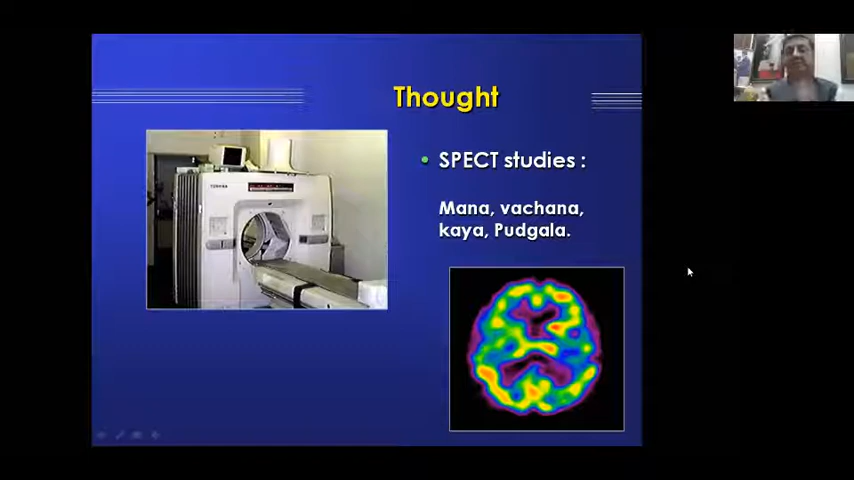 Thought
SPECT studies :
Mana, vachana,
kaya, Pudgala.
TOSHIBA